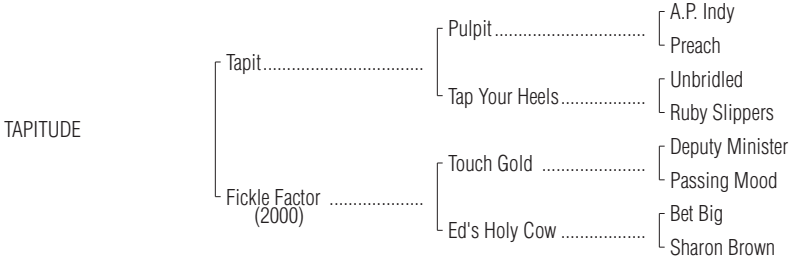 A.P. Indy
Pulpit..............................
Preach
Tapit................................
Unbridled
Tap Your Heels.................
Ruby Slippers
TAPITUDE
Deputy Minister
Touch Gold .....................
Passing Mood
Fickle Factor ...................
(2000)
Bet Big
Ed's Holy Cow .................
Sharon Brown